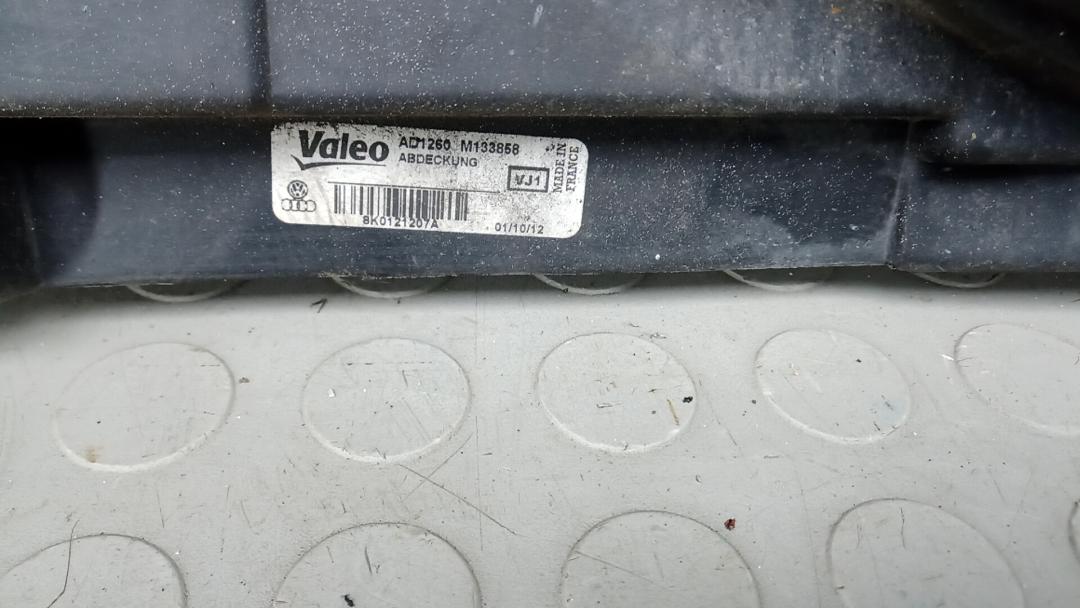 Valeo AD1260 M133858
ABDECKUNG
VJ1
MADE IN
FRANCE
8K0121207A
01/10/12